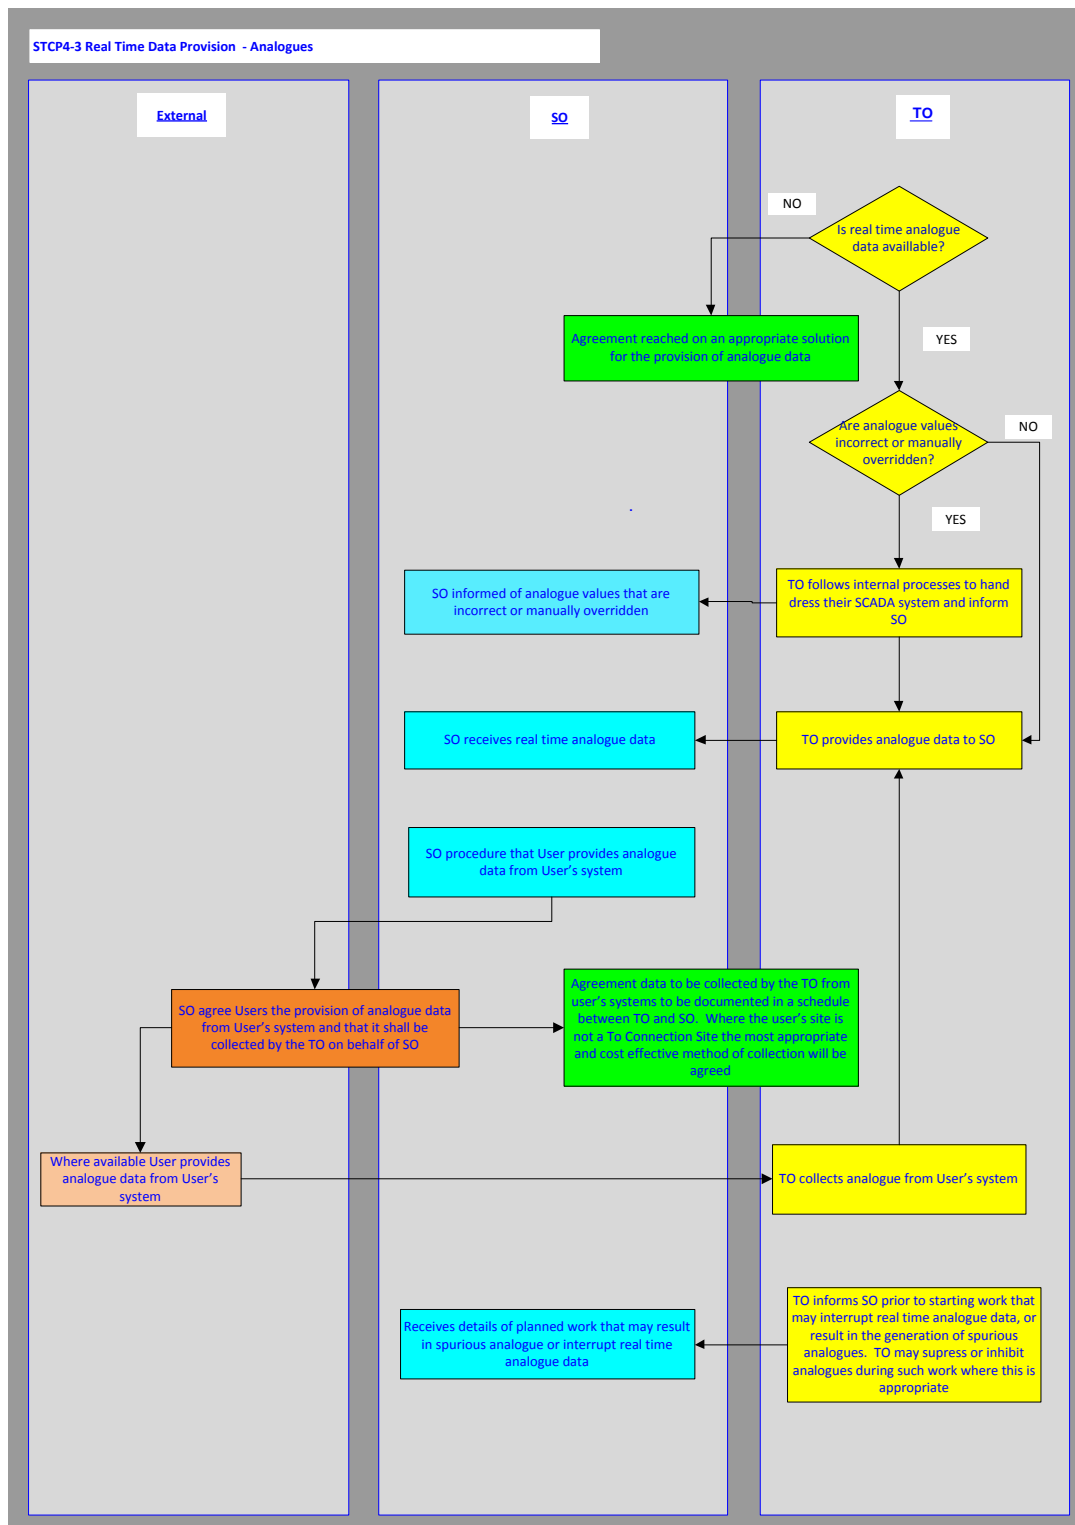 STCP4-3 Real Time Data Provision  - Analogues
External
SO
TO
NO
Is real time analogue
data availlable?
Agreement reached on an appropriate solution
for the provision of analogue data
YES
Are analogue values
incorrect or manually
overridden?
NO
YES
SO informed of analogue values that are
incorrect or manually overridden
TO follows internal processes to hand
dress their SCADA system and inform
SO
SO receives real time analogue data
TO provides analogue data to SO
SO procedure that User provides analogue
data from User's system
SO agree Users the provision of analogue data
from User's system and that it shall be
collected by the TO on behalf of SO
Agreement data to be collected by the TO from
user's systems to be documented in a schedule
between TO and SO.  Where the user's site is
not a To Connection Site the most appropriate
and cost effective method of collection will be
agreed
Where available User provides
analogue data from User's
system
TO collects analogue from User's system
Receives details of planned work that may result
in spurious analogue or interrupt real time
analogue data
TO informs SO prior to starting work that
may interrupt real time analogue data, or
result in the generation of spurious
analogues.  TO may supress or inhibit
analogues during such work where this is
appropriate